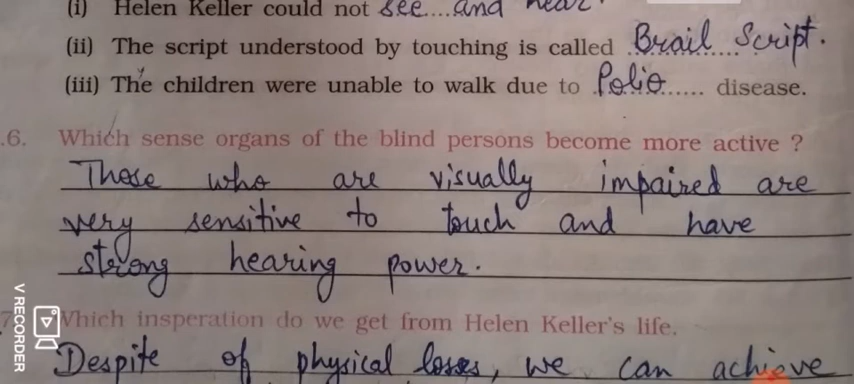 (i) Helen Keller could not see....and hear.
(ii) The script understood by touching is called Brail Script.
(iii) The children were unable to walk due to Polio...... disease.
.6. Which sense organs of the blind persons become more active ?
Those who are visually impaired are
very sensitive to touch and have
strong hearing power.
7 Which insperation do we get from Helen Keller's life.
Despite of physical losses, we can achieve
V RECORDER